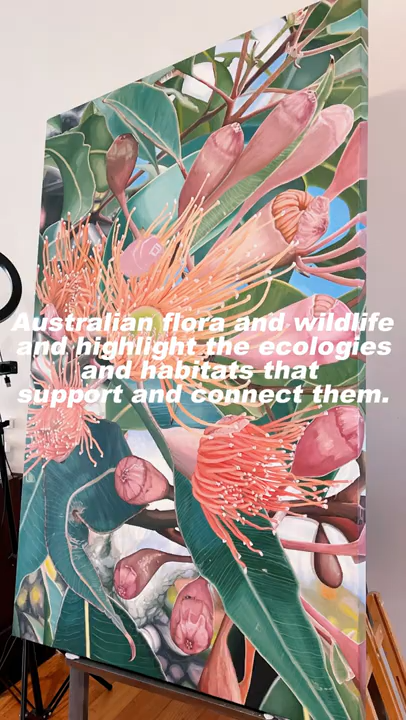 Australian flora and wildlife
and highlight the ecologies
and habitats that
support and connect them.